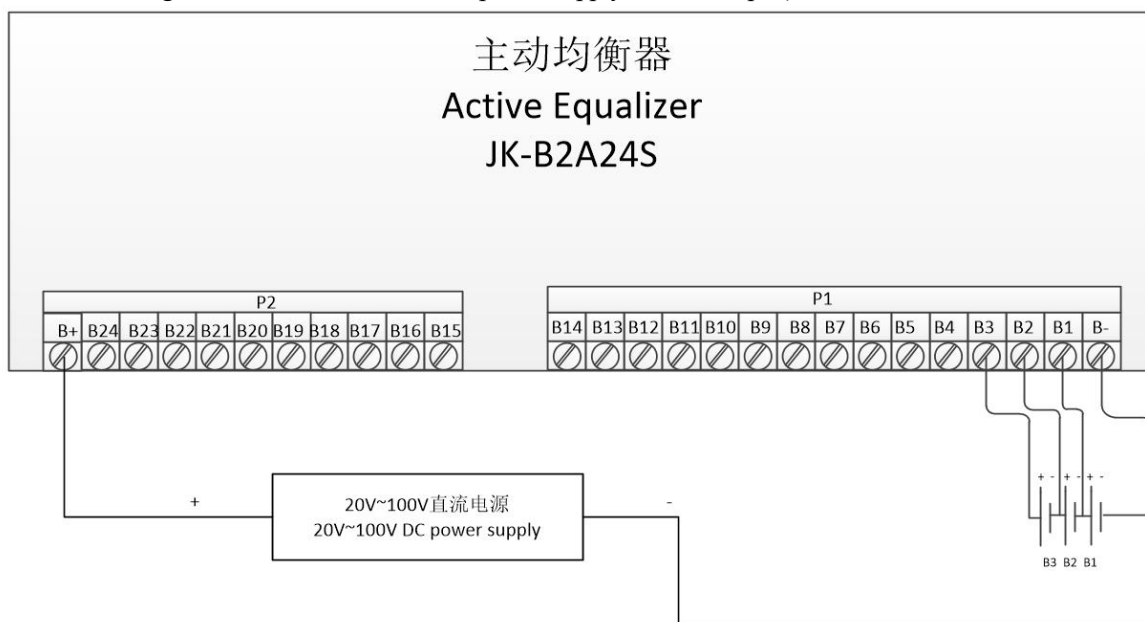 主动均衡器
Active Equalizer
JK-B2A24S
P2
B+ B24 B23 B22 B21 B20 B19 B18 B17 B16 B15
P1
B14 B13 B12 B11 B10 B9 B8 B7 B6 B5 B4 B3 B2 B1 B-
+
20V~100V直流电源
20V~100V DC power supply
-
+ - + - + -
B3 B2 B1